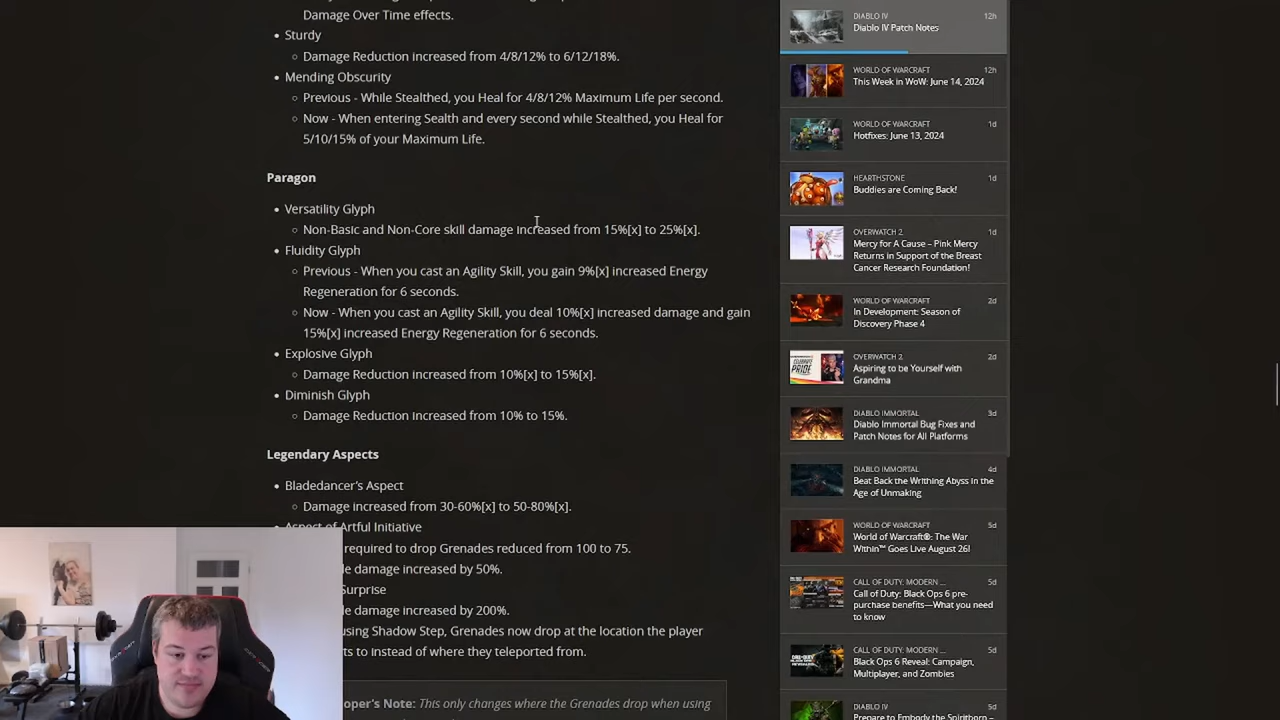 Damage Over Time effects.
• Sturdy
○ Damage Reduction increased from 4/8/12% to 6/12/18%.
• Mending Obscurity
○ Previous - While Stealthed, you Heal for 4/8/12% Maximum Life per second.
○ Now - When entering Sealth and every second while Stealthed, you Heal for
5/10/15% of your Maximum Life.
Paragon
• Versatility Glyph
○ Non-Basic and Non-Core skill damage increased from 15%[x] to 25%[x].
• Fluidity Glyph
○ Previous - When you cast an Agility Skill, you gain 9%[x] increased Energy
Regeneration for 6 seconds.
○ Now - When you cast an Agility Skill, you deal 10%[x] increased damage and gain
15%[x] increased Energy Regeneration for 6 seconds.
• Explosive Glyph
○ Damage Reduction increased from 10%[x] to 15%[x].
• Diminish Glyph
○ Damage Reduction increased from 10% to 15%.
Legendary Aspects
• Bladedancer's Aspect
○ Damage increased from 30-60%[x] to 50-80%[x].
• Aspect of Artful Initiative
required to drop Grenades reduced from 100 to 75.
damage increased by 50%.
Surprise
damage increased by 200%.
using Shadow Step, Grenades now drop at the location the player
to instead of where they teleported from.
Note: This only changes where the Grenades drop when using
DIABLO IV 12h
Diablo IV Patch Notes
WORLD OF WARCRAFT 12h
This Week in WoW: June 14, 2024
WORLD OF WARCRAFT 1d
Hotfixes: June 13, 2024
HEARTHSTONE 1d
Buddies are Coming Back!
OVERWATCH 2 1d
Mercy for A Cause – Pink Mercy
Returns in Support of the Breast
Cancer Research Foundation!
WORLD OF WARCRAFT 2d
In Development: Season of
Discovery Phase 4
OVERWATCH 2 2d
Aspiring to be Yourself with
Grandma
DIABLO IMMORTAL 3d
Diablo Immortal Bug Fixes and
Patch Notes for All Platforms
DIABLO IMMORTAL 4d
Beat Back the Writhing Abyss in the
Age of Unmaking
WORLD OF WARCRAFT 5d
World of Warcraft®: The War
Within™ Goes Live August 26!
CALL OF DUTY: MODERN ... 5d
Call of Duty: Black Ops 6 pre-
purchase benefits—What you need
to know
CALL OF DUTY: MODERN ... 5d
Black Ops 6 Reveal: Campaign,
Multiplayer, and Zombies
DIABLO IV 5d
Prepare to Embody the Spiritborn –